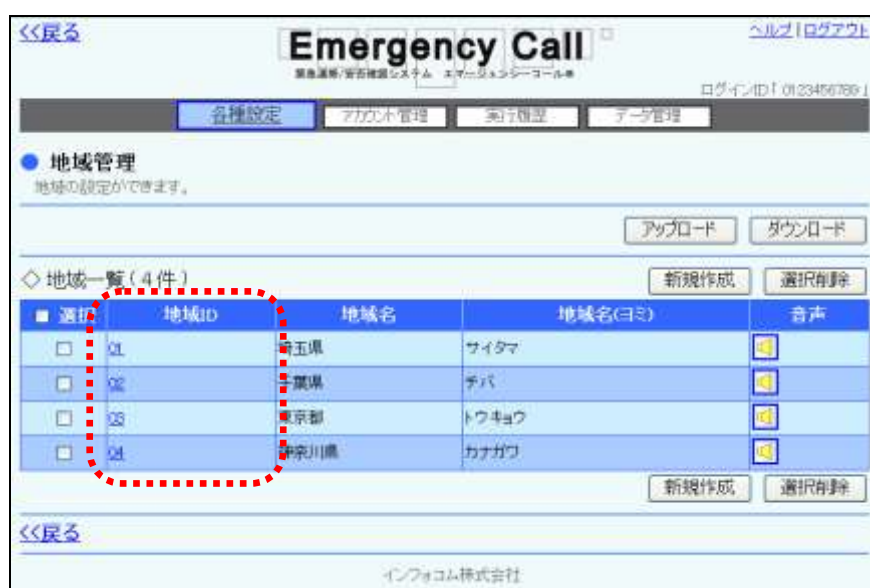 <<戻る
Emergency Call
ヘルプ | ログアウト
緊急連絡/安否確認システム エマージェンシーコール®
ログインID「0123456789」
各種設定 アカウント管理 実行履歴 データ管理
地域管理
地域の設定ができます。
アップロード ダウンロード
◇地域一覧(4件)
新規作成 選択削除
選択 地域ID 地域名 地域名(ヨミ) 音声
01 埼玉県 サイタマ
02 千葉県 チバ
03 東京都 トウキョウ
04 神奈川県 カナガワ
新規作成 選択削除
<<戻る
インフォコム株式会社